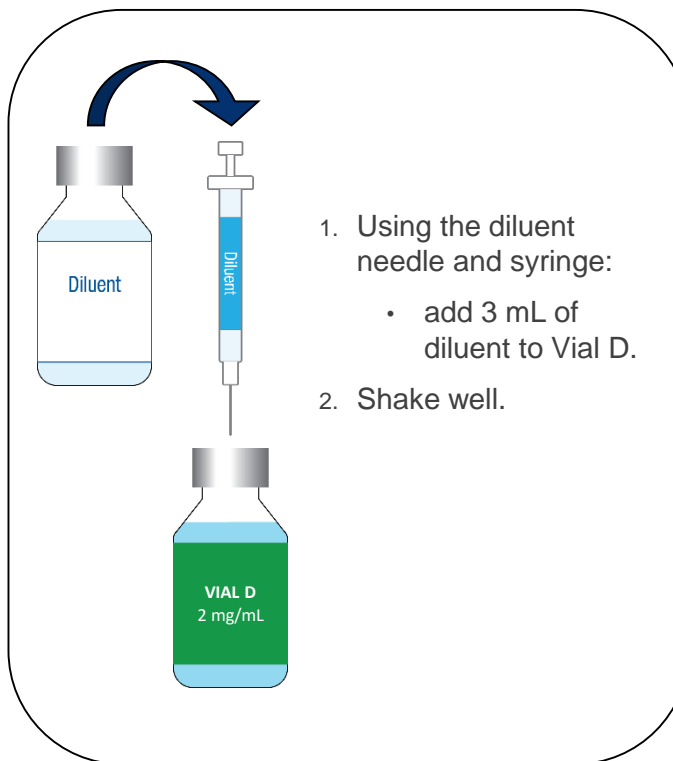 Diluent
Diluent
1. Using the diluent
needle and syringe:
• add 3 mL of
diluent to Vial D.
2. Shake well.
VIAL D
2 mg/mL